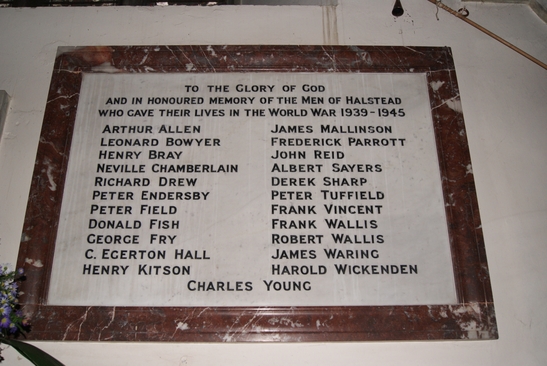 TO THE GLORY OF GOD
AND IN HONOURED MEMORY OF THE MEN OF HALSTEAD
WHO GAVE THEIR LIVES IN THE WORLD WAR 1939-1945
ARTHUR ALLEN
LEONARD BOWYER
HENRY BRAY
NEVILLE CHAMBERLAIN
RICHARD DREW
PETER ENDERSBY
PETER FIELD
DONALD FISH
GEORGE FRY
C. EGERTON HALL
HENRY KITSON
JAMES MALLINSON
FREDERICK PARROTT
JOHN REID
ALBERT SAYERS
DEREK SHARP
PETER TUFFIELD
FRANK VINCENT
FRANK WALLIS
ROBERT WALLIS
JAMES WARING
HAROLD WICKENDEN
CHARLES YOUNG